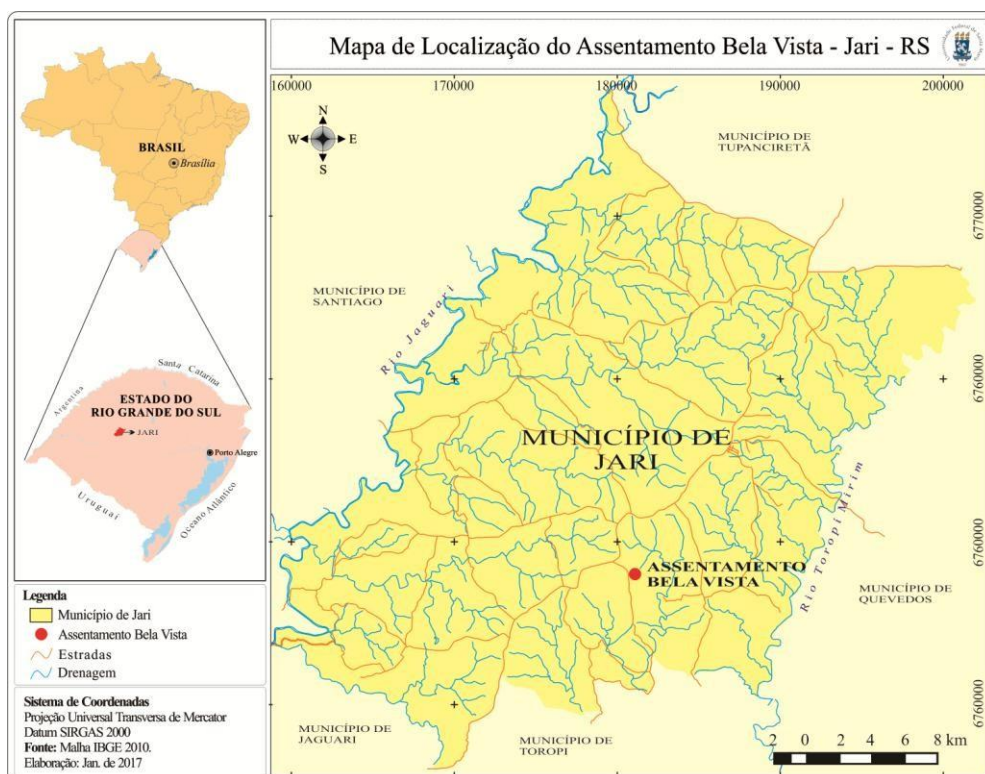 Mapa de Localização do Assentamento Bela Vista - Jari - RS
BRASIL
Brasília
Santa Catarina
Argentina
ESTADO DO
RIO GRANDE DO SUL
JARI
Porto Alegre
Uruguai
Oceano Atlântico
Legenda
Município de Jari
Assentamento Bela Vista
Estradas
Drenagem
Sistema de Coordenadas
Projeção Universal Transversa de Mercator
Datum SIRGAS 2000
Fonte: Malha IBGE 2010.
Elaboração: Jan. de 2017
160000 170000 180000 190000 200000
N
W E
S
MUNICÍPIO DE
TUPANCIRETÃ
6770000
MUNICÍPIO DE
SANTIAGO
Rio Jaguari
6760000
MUNICÍPIO DE
JARI
Rio Toropi Mirim
6760000
ASSENTAMENTO
BELA VISTA
MUNICÍPIO DE
QUEVEDOS
6760000
MUNICÍPIO DE
JAGUARI
MUNICÍPIO DE
TOROPI
2 0 2 4 6 8 km